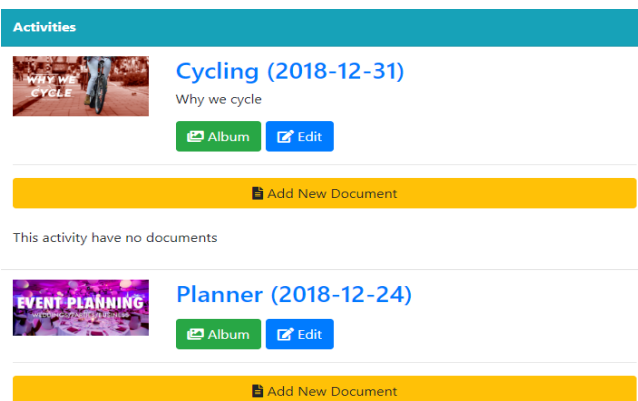 Activities
WHY WE
CYCLE
Cycling (2018-12-31)
Why we cycle
Album Edit
Add New Document
This activity have no documents
EVENT PLANNING
Planner (2018-12-24)
Album Edit
Add New Document